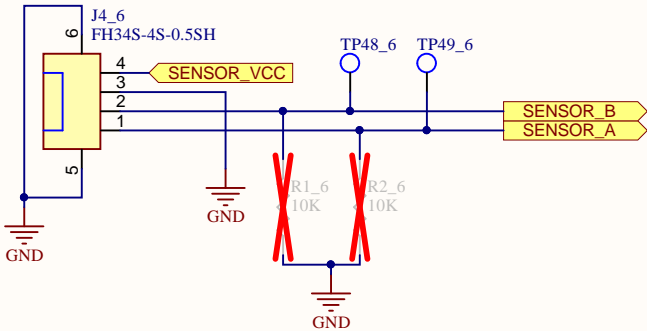 J4_6
FH34S-4S-0.5SH
6
4
3
2
1
5
SENSOR_VCC
TP48_6
TP49_6
SENSOR_B
SENSOR_A
R1_6
10K
R2_6
10K
GND
GND
GND